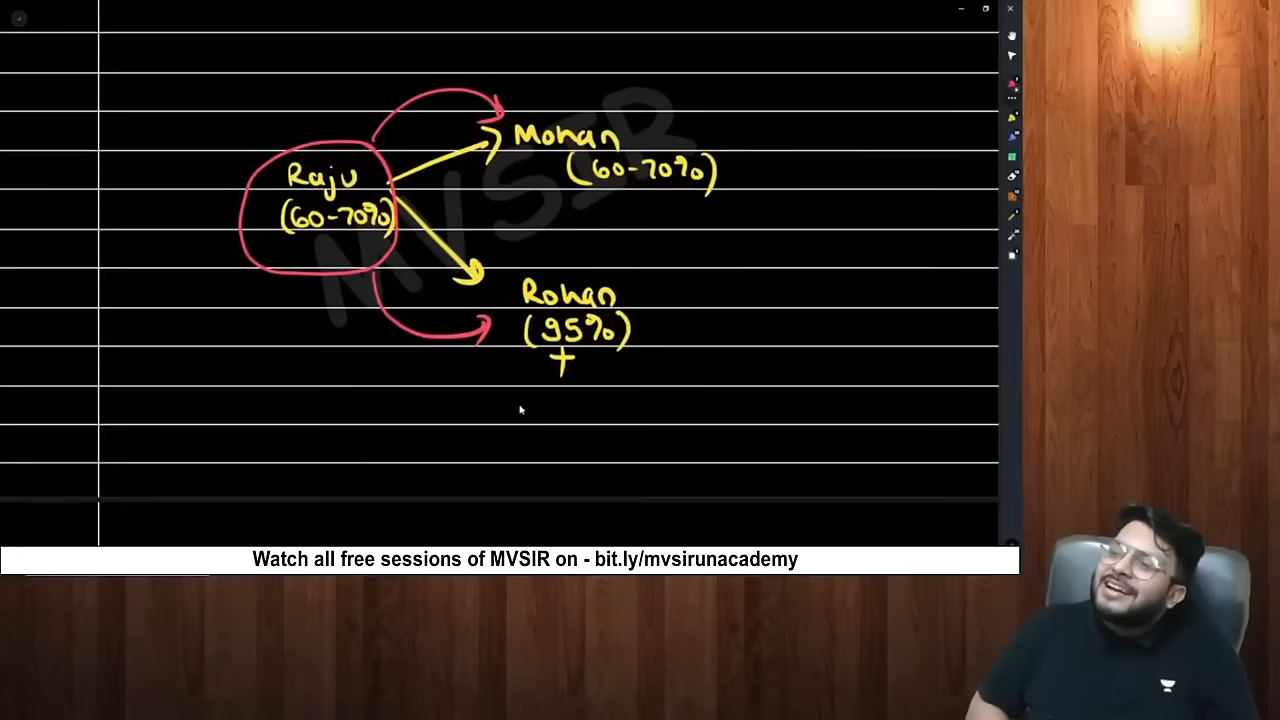 Mohan
(60-70%)
Raju
(60-70%)
MVSIR
Rohan
(95%)
+
Watch all free sessions of MVSIR on - bit.ly/mvsirunacademy